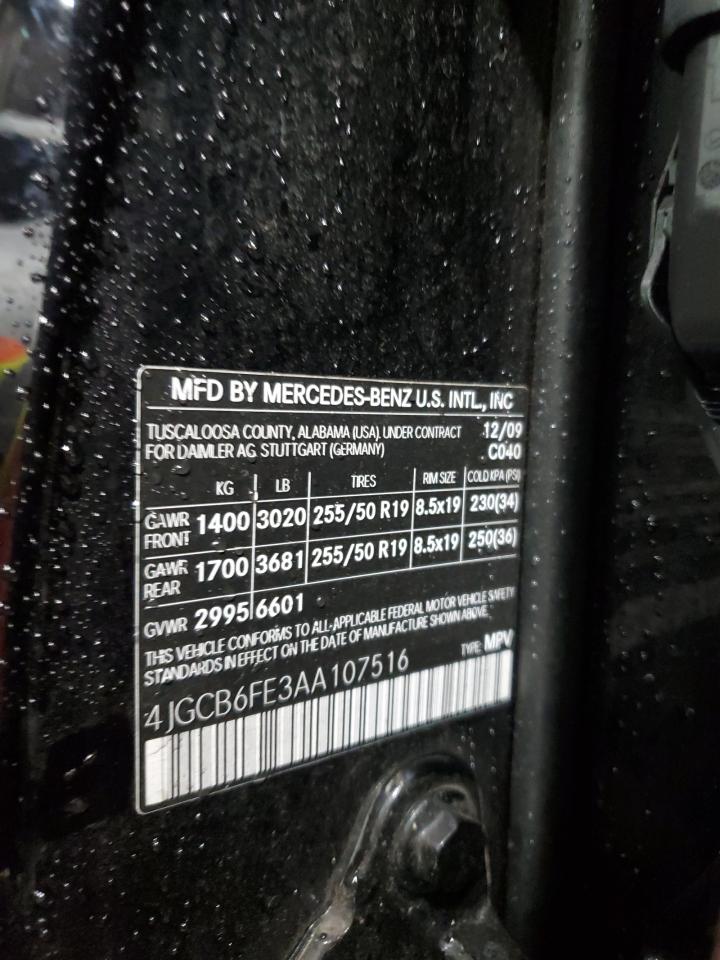 MFD BY MERCEDES-BENZ U.S. INTL., INC
TUSCALOOSA COUNTY, ALABAMA (USA), UNDER CONTRACT 12/09
FOR DAIMLER AG STUTTGART (GERMANY) C040
KG LB TIRES RIM SIZE COLD KPA (PSI)
GAWR FRONT 1400 3020 255/50 R19 8.5x19 230(34)
GAWR REAR 1700 3681 255/50 R19 8.5x19 250(36)
GVWR 2995 6601
THIS VEHICLE CONFORMS TO ALL APPLICABLE FEDERAL MOTOR VEHICLE SAFETY
STANDARDS IN EFFECT ON THE DATE OF MANUFACTURE SHOWN ABOVE. TYPE: MPV
4JGCB6FE3AA107516